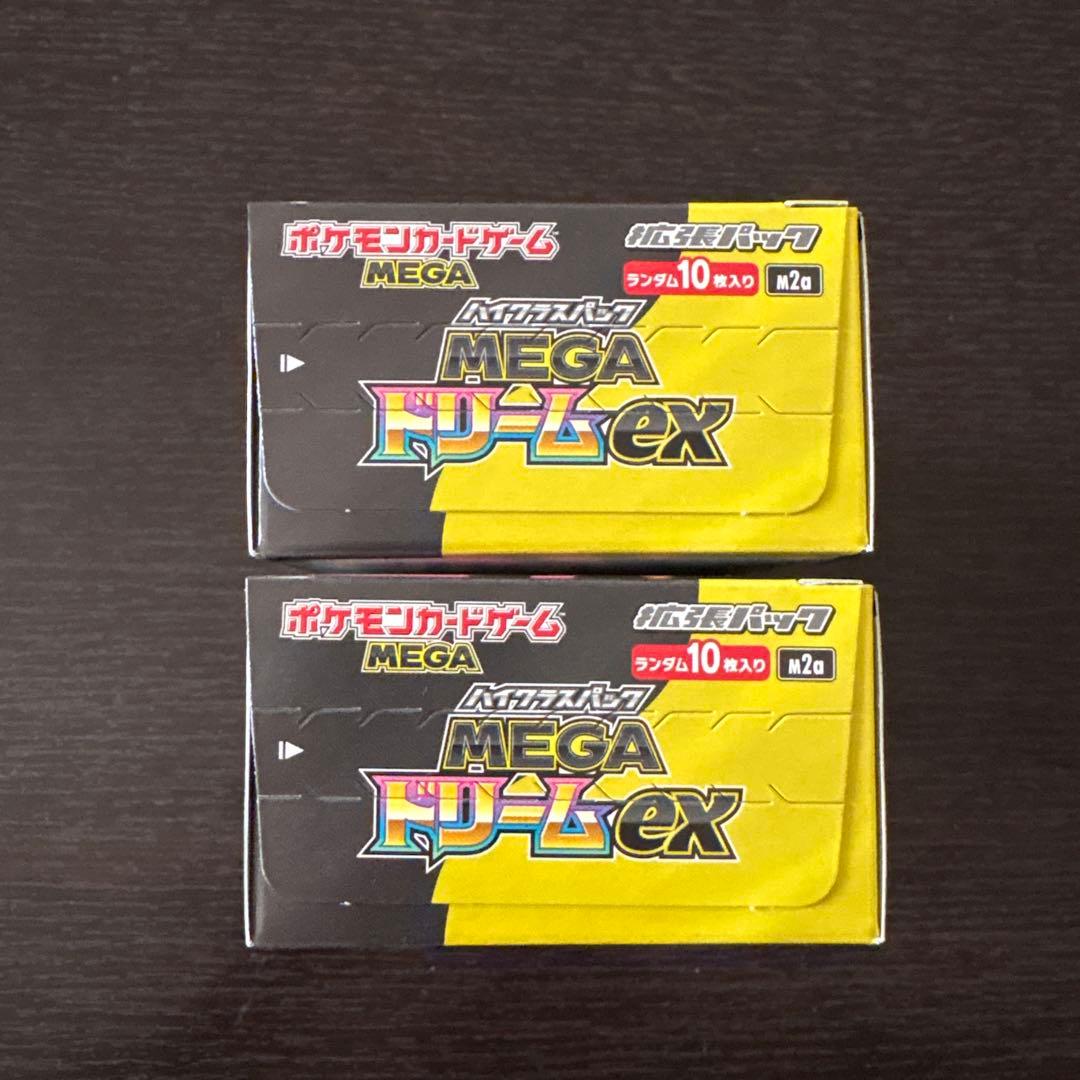 ポケモンカードゲーム
MEGA
拡張パック
ランダム10枚入り M2a
ハイクラスパック
MEGA
ドリームex
ポケモンカードゲーム
MEGA
拡張パック
ランダム10枚入り M2a
ハイクラスパック
MEGA
ドリームex